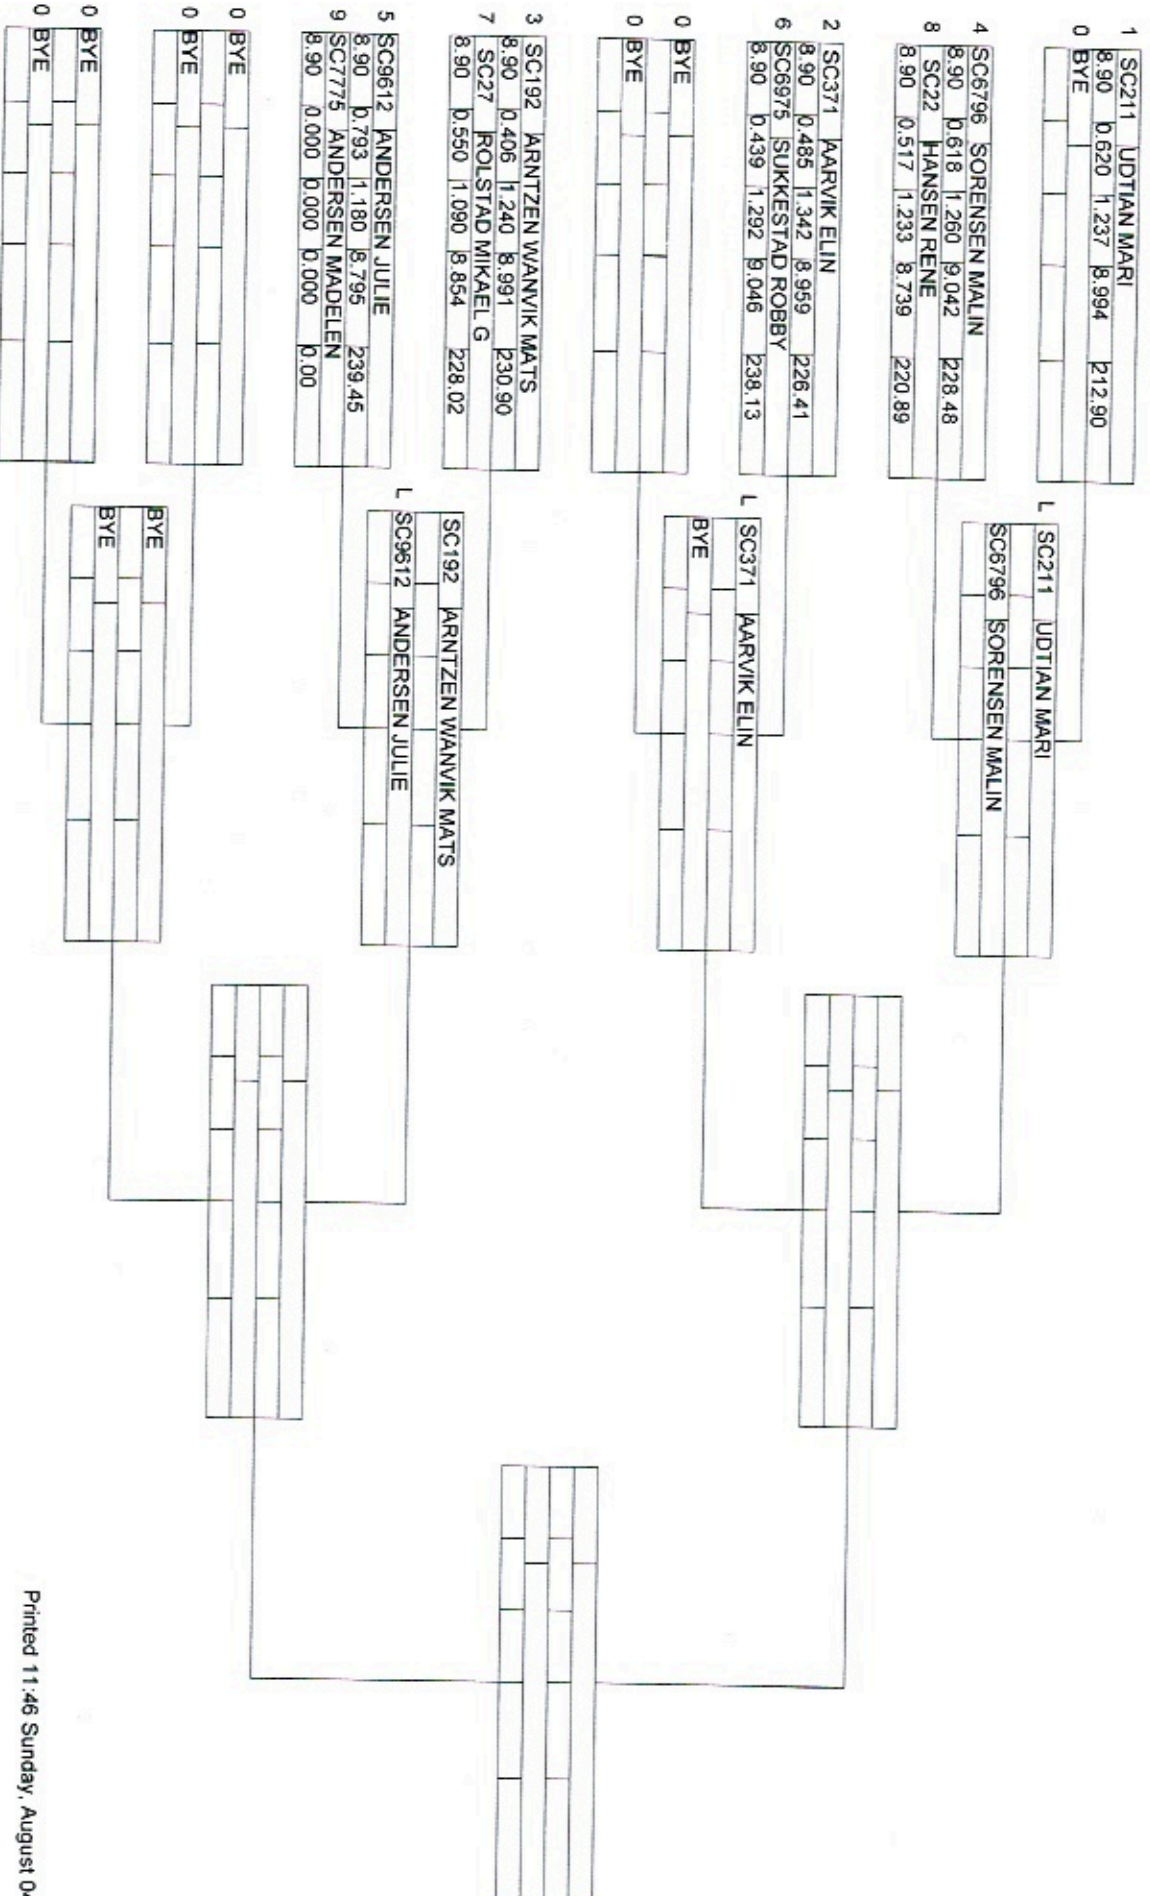 1 SC211 UDTIAN MARI
8.90 0.620 1.237 8.994 212.90
0 BYE
4 SC6796 SORENSEN MALIN
8.90 0.618 1.260 9.042 228.48
8 SC22 HANSEN RENE
8.90 0.517 1.233 8.739 220.89
2 SC371 AARVIK ELIN
8.90 0.485 1.342 8.959 226.41
6 SC6975 SUKKESTAD ROBBY
8.90 0.439 1.292 9.046 238.13
0 BYE
0 BYE
3 SC192 ARNTZEN WANVIK MATS
8.90 0.406 1.240 8.991 230.90
7 SC27 ROLSTAD MIKAEL G
8.90 0.550 1.090 8.854 228.02
5 SC9612 ANDERSEN JULIE
8.90 0.793 1.180 8.795 239.45
9 SC7775 ANDERSEN MADELEN
8.90 0.000 0.000 0.000 0.00
0 BYE
0 BYE
0 BYE
0 BYE
L SC211 UDTIAN MARI
SC6796 SORENSEN MALIN
L SC371 AARVIK ELIN
BYE
SC192 ARNTZEN WANVIK MATS
L SC9612 ANDERSEN JULIE
BYE
BYE
Printed 11:46 Sunday, August 04